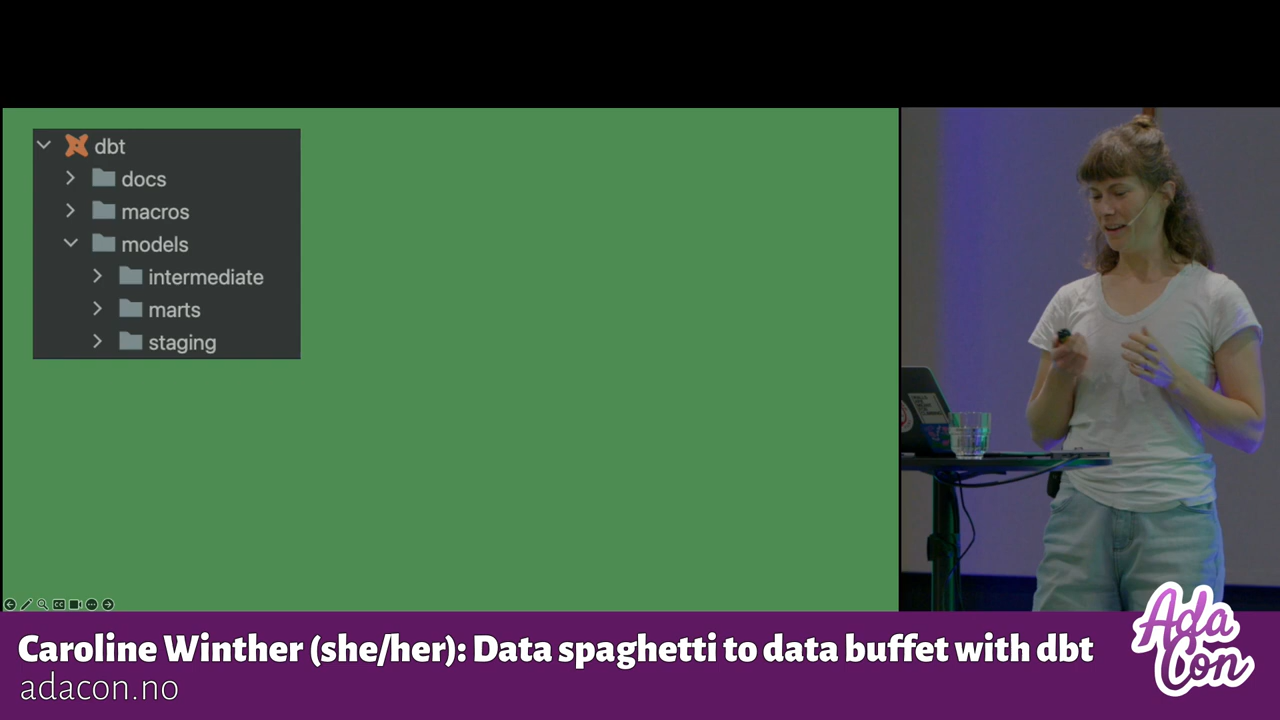 dbt
docs
macros
models
intermediate
marts
staging
Caroline Winther (she/her): Data spaghetti to data buffet with dbt
adacon.no
Ada
Con